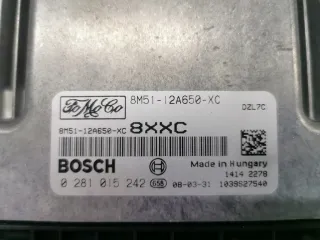 FoMoCo 8M51-12A650-XC
DZL7C
8M51-12A650-XC 8XXC
BOSCH Made in Hungary
1414 2278
0 281 015 242 G5B 08-03-31 1039S27540